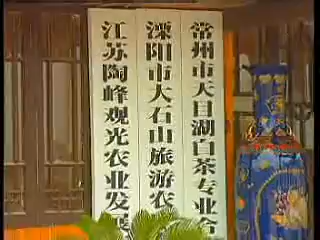 江苏陶峰观光农业发展
溧阳市大石山旅游农
常州市天目湖白茶专业合